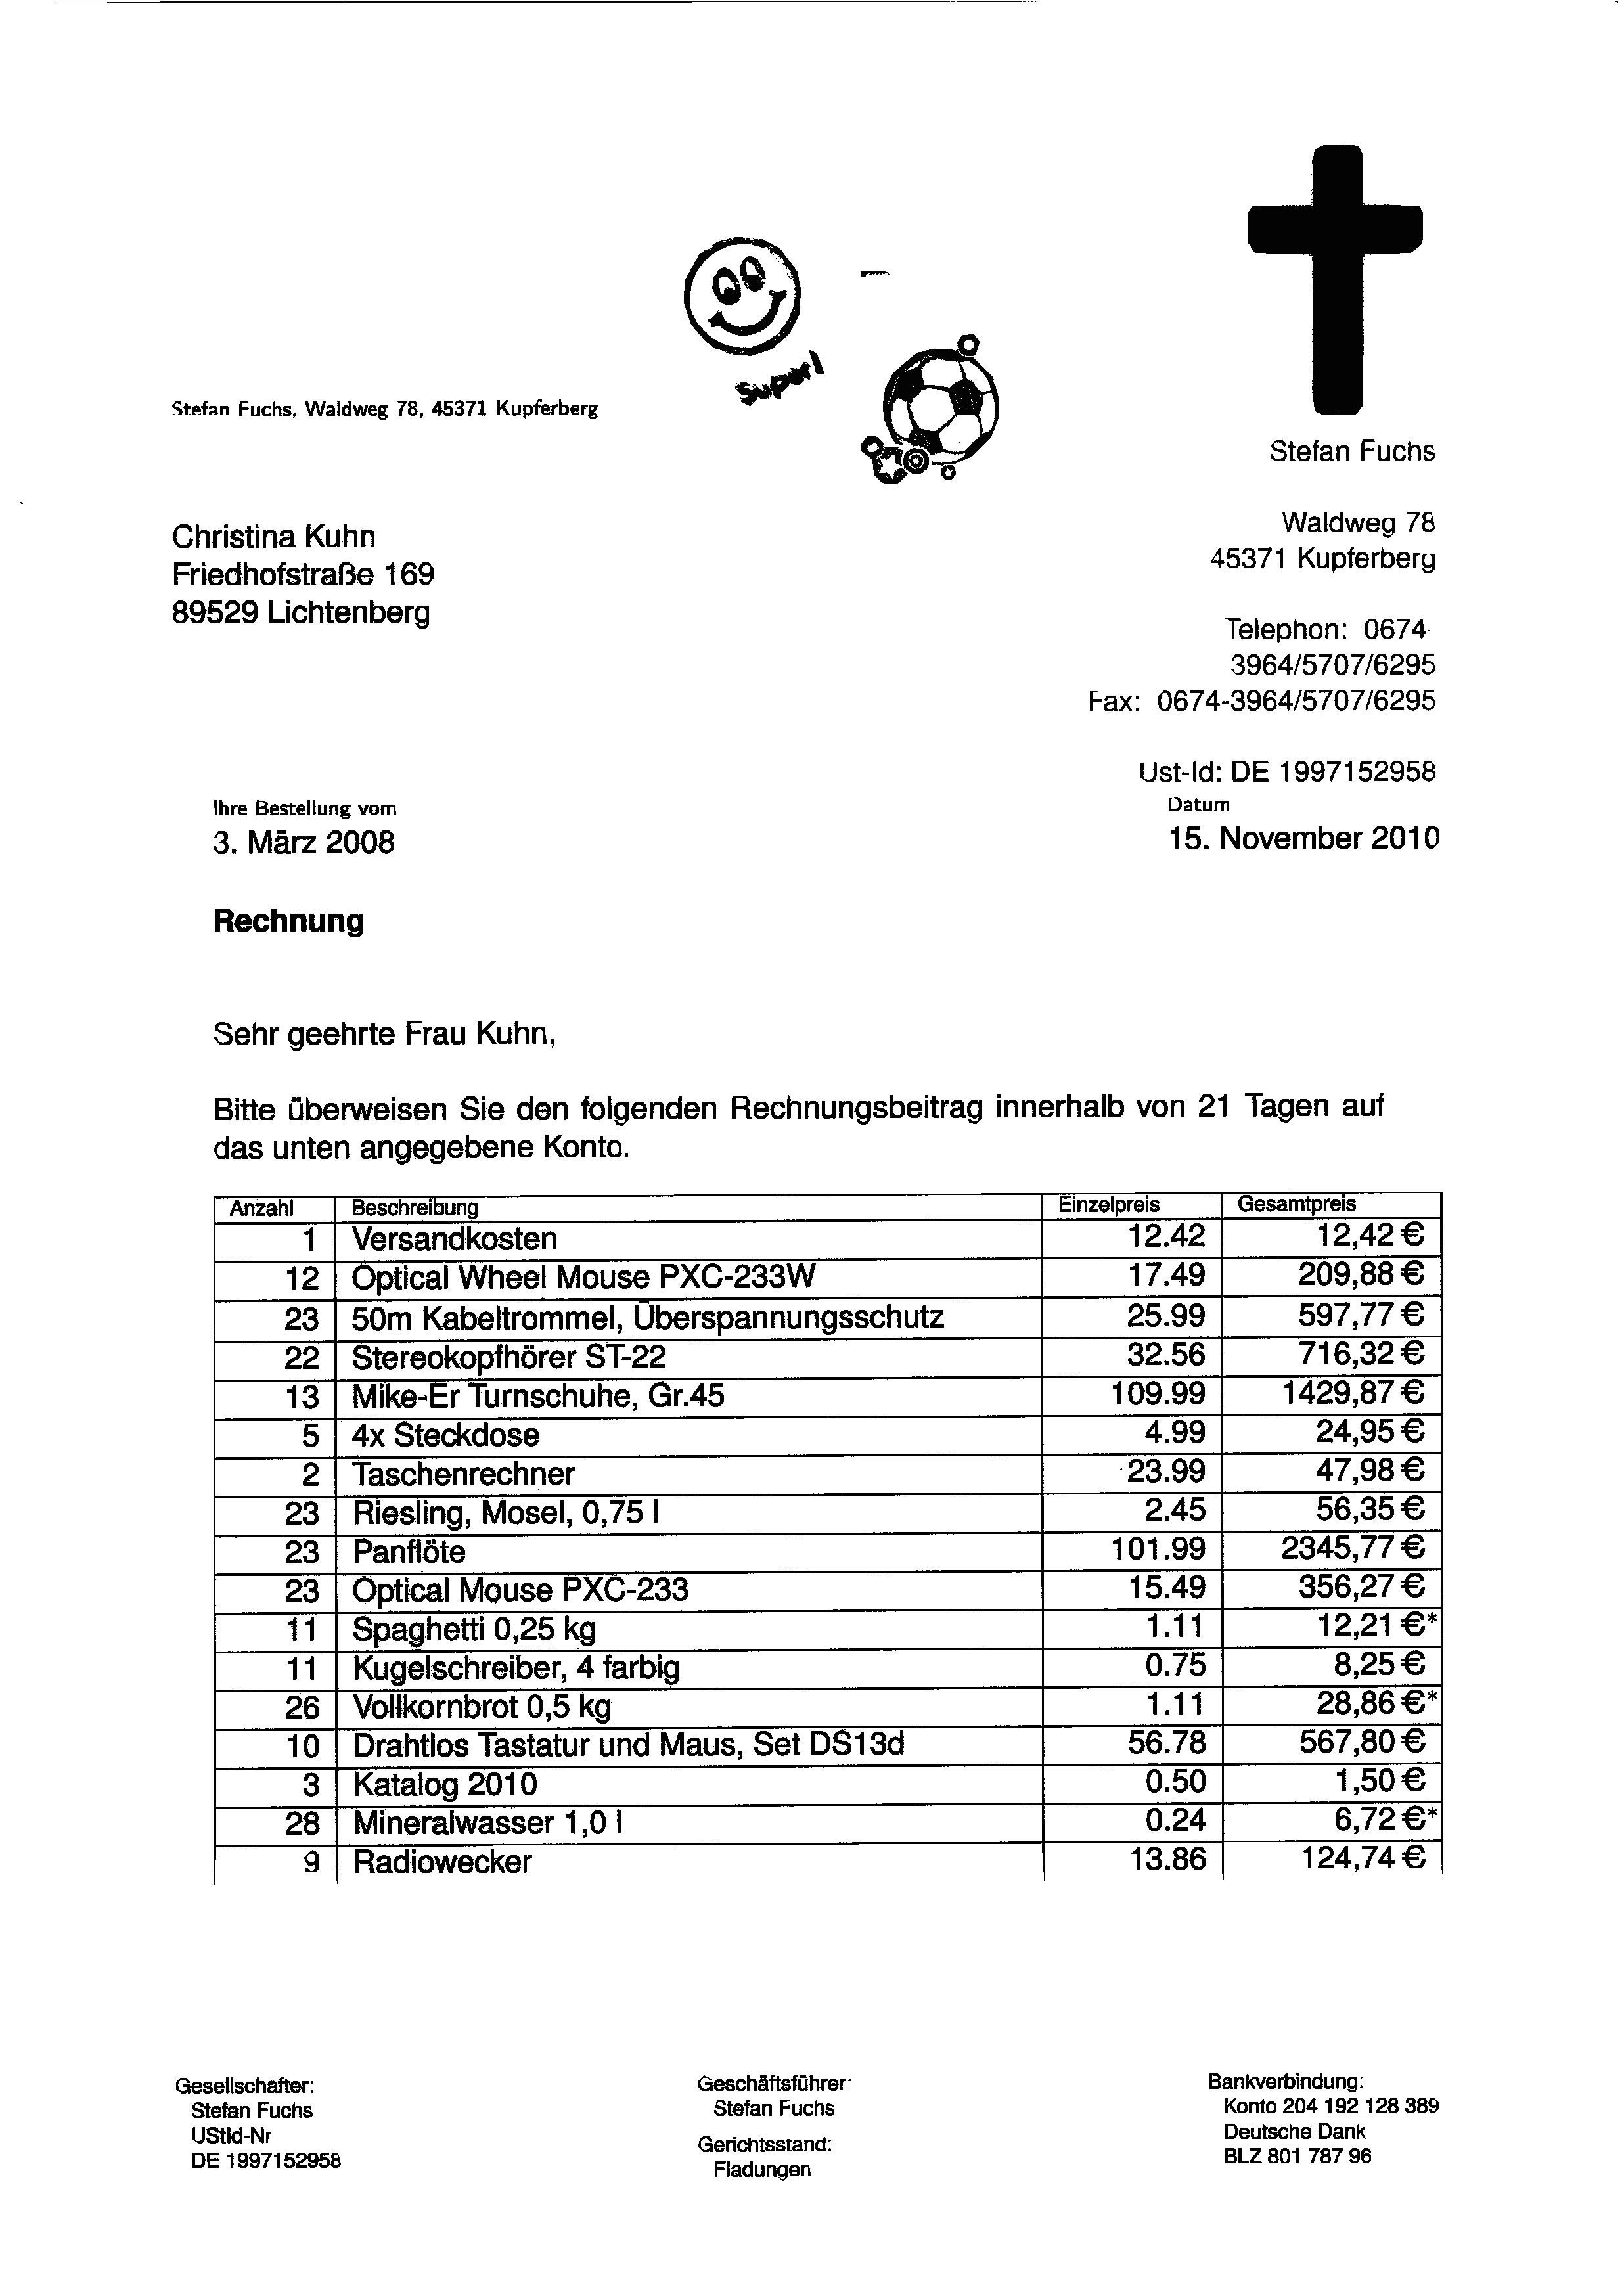 Super!
Stefan Fuchs, Waldweg 78, 45371 Kupferberg
Stefan Fuchs
Waldweg 78
45371 Kupferberg
Christina Kuhn
Friedhofstraße 169
89529 Lichtenberg
Telephon: 0674-
3964/5707/6295
Fax: 0674-3964/5707/6295
Ust-Id: DE 1997152958
Ihre Bestellung vom
3. März 2008
Datum
15. November 2010
Rechnung
Sehr geehrte Frau Kuhn,
Bitte überweisen Sie den folgenden Rechnungsbeitrag innerhalb von 21 Tagen auf
das unten angegebene Konto.
Anzahl Beschreibung Einzelpreis Gesamtpreis
1 Versandkosten 12.42 12,42 €
12 Optical Wheel Mouse PXC-233W 17.49 209,88 €
23 50m Kabeltrommel, Überspannungsschutz 25.99 597,77 €
22 Stereokopfhörer ST-22 32.56 716,32 €
13 Mike-Er Turnschuhe, Gr.45 109.99 1429,87 €
5 4x Steckdose 4.99 24,95 €
2 Taschenrechner 23.99 47,98 €
23 Riesling, Mosel, 0,75 l 2.45 56,35 €
23 Panflöte 101.99 2345,77 €
23 Optical Mouse PXC-233 15.49 356,27 €
11 Spaghetti 0,25 kg 1.11 12,21 €*
11 Kugelschreiber, 4 farbig 0.75 8,25 €
26 Vollkornbrot 0,5 kg 1.11 28,86 €*
10 Drahtlos Tastatur und Maus, Set DS13d 56.78 567,80 €
3 Katalog 2010 0.50 1,50 €
28 Mineralwasser 1,0 l 0.24 6,72 €*
9 Radiowecker 13.86 124,74 €
Gesellschafter:
Stefan Fuchs
UStId-Nr
DE 1997152958
Geschäftsführer:
Stefan Fuchs
Gerichtsstand:
Fladungen
Bankverbindung:
Konto 204 192 128 389
Deutsche Dank
BLZ 801 787 96